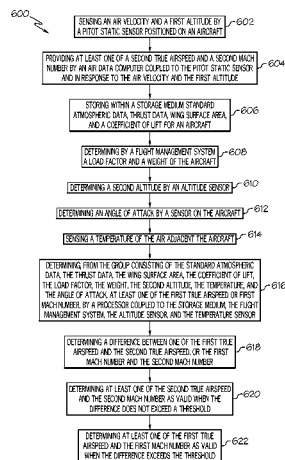 600
SENSING AN AIR VELOCITY AND A FIRST ALTITUDE BY
A PITOT STATIC SENSOR POSITIONED ON AN AIRCRAFT
602
PROVIDING AT LEAST ONE OF A SECOND TRUE
AIRSPEED AND A SECOND MACH
NUMBER BY AN AIR DATA COMPUTER COUPLED TO THE PITOT STATIC SENSOR
AND IN RESPONSE TO THE AIR VELOCITY AND THE FIRST ALTITUDE
604
STORING WITHIN A STORAGE MEDIUM STANDARD
ATMOSPHERIC DATA, THRUST DATA, WING SURFACE AREA,
AND A COEFFICIENT OF LIFT FOR AN AIRCRAFT
606
DETERMINING BY A FLIGHT MANAGEMENT SYSTEM
A LOAD FACTOR AND A WEIGHT OF THE AIRCRAFT
608
DETERMINING A SECOND ALTITUDE BY AN ALTITUDE SENSOR
610
DETERMINING AN ANGLE OF ATTACK BY A SENSOR ON THE AIRCRAFT
612
SENSING A TEMPERATURE OF THE AIR ADJACENT THE AIRCRAFT
614
DETERMINING FROM THE GROUP CONSISTING OF THE STANDARD ATMOSPHERIC
DATA, THE THRUST DATA, THE WING SURFACE AREA, THE COEFFICIENT OF LIFT,
THE LOAD FACTOR, THE WEIGHT, THE SECOND ALTITUDE, THE TEMPERATURE, AND
THE ANGLE OF ATTACK, AT LEAST ONE OF THE FIRST TRUE AIRSPEED OR FIRST
MACH NUMBER, BY A PROCESSOR COUPLED TO THE STORAGE MEDIUM, THE FLIGHT
MANAGEMENT SYSTEM, THE ALTITUDE SENSOR, AND THE TEMPERATURE SENSOR
616
DETERMINING A DIFFERENCE BETWEEN ONE OF THE FIRST TRUE
AIRSPEED AND THE SECOND TRUE AIRSPEED, OR THE FIRST
MACH NUMBER AND THE SECOND MACH NUMBER
618
DETERMINING AT LEAST ONE OF THE SECOND TRUE AIRSPEED
AND THE SECOND MACH NUMBER AS VALID WHEN THE
DIFFERENCE DOES NOT EXCEED A THRESHOLD
620
DETERMINING AT LEAST ONE OF THE FIRST TRUE
AIRSPEED AND THE FIRST MACH NUMBER AS VALID
WHEN THE DIFFERENCE EXCEEDS THE THRESHOLD
622